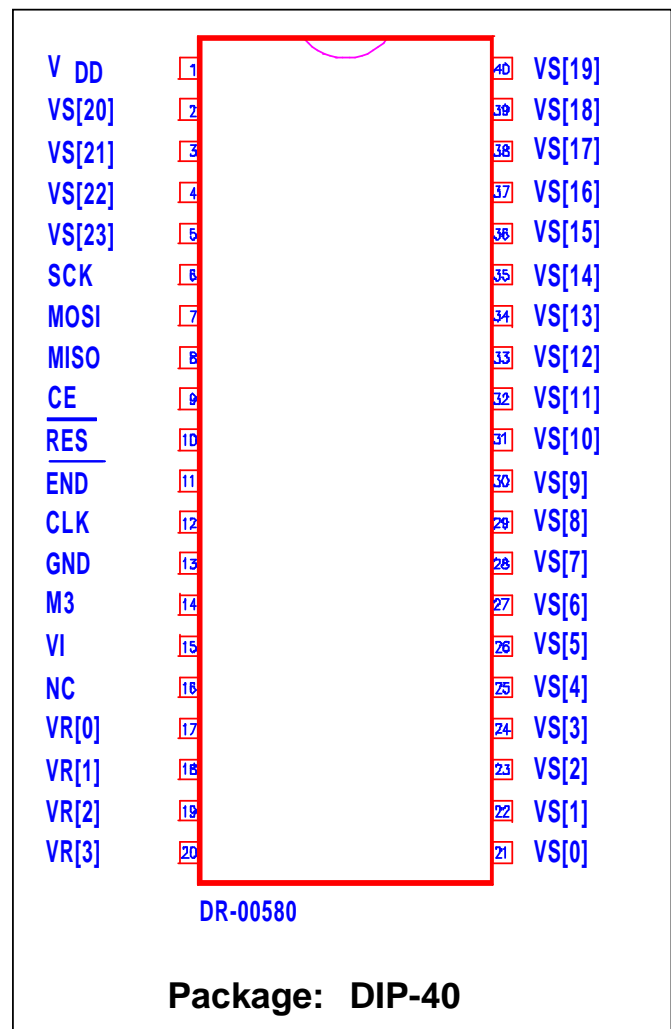 V DD 1 40 VS[19]
VS[20] 2 39 VS[18]
VS[21] 3 38 VS[17]
VS[22] 4 37 VS[16]
VS[23] 5 36 VS[15]
SCK 6 35 VS[14]
MOSI 7 34 VS[13]
MISO 8 33 VS[12]
CE 9 32 VS[11]
RES 10 31 VS[10]
END 11 30 VS[9]
CLK 12 29 VS[8]
GND 13 28 VS[7]
M3 14 27 VS[6]
VI 15 26 VS[5]
NC 16 25 VS[4]
VR[0] 17 24 VS[3]
VR[1] 18 23 VS[2]
VR[2] 19 22 VS[1]
VR[3] 20 21 VS[0]
DR-00580
Package: DIP-40